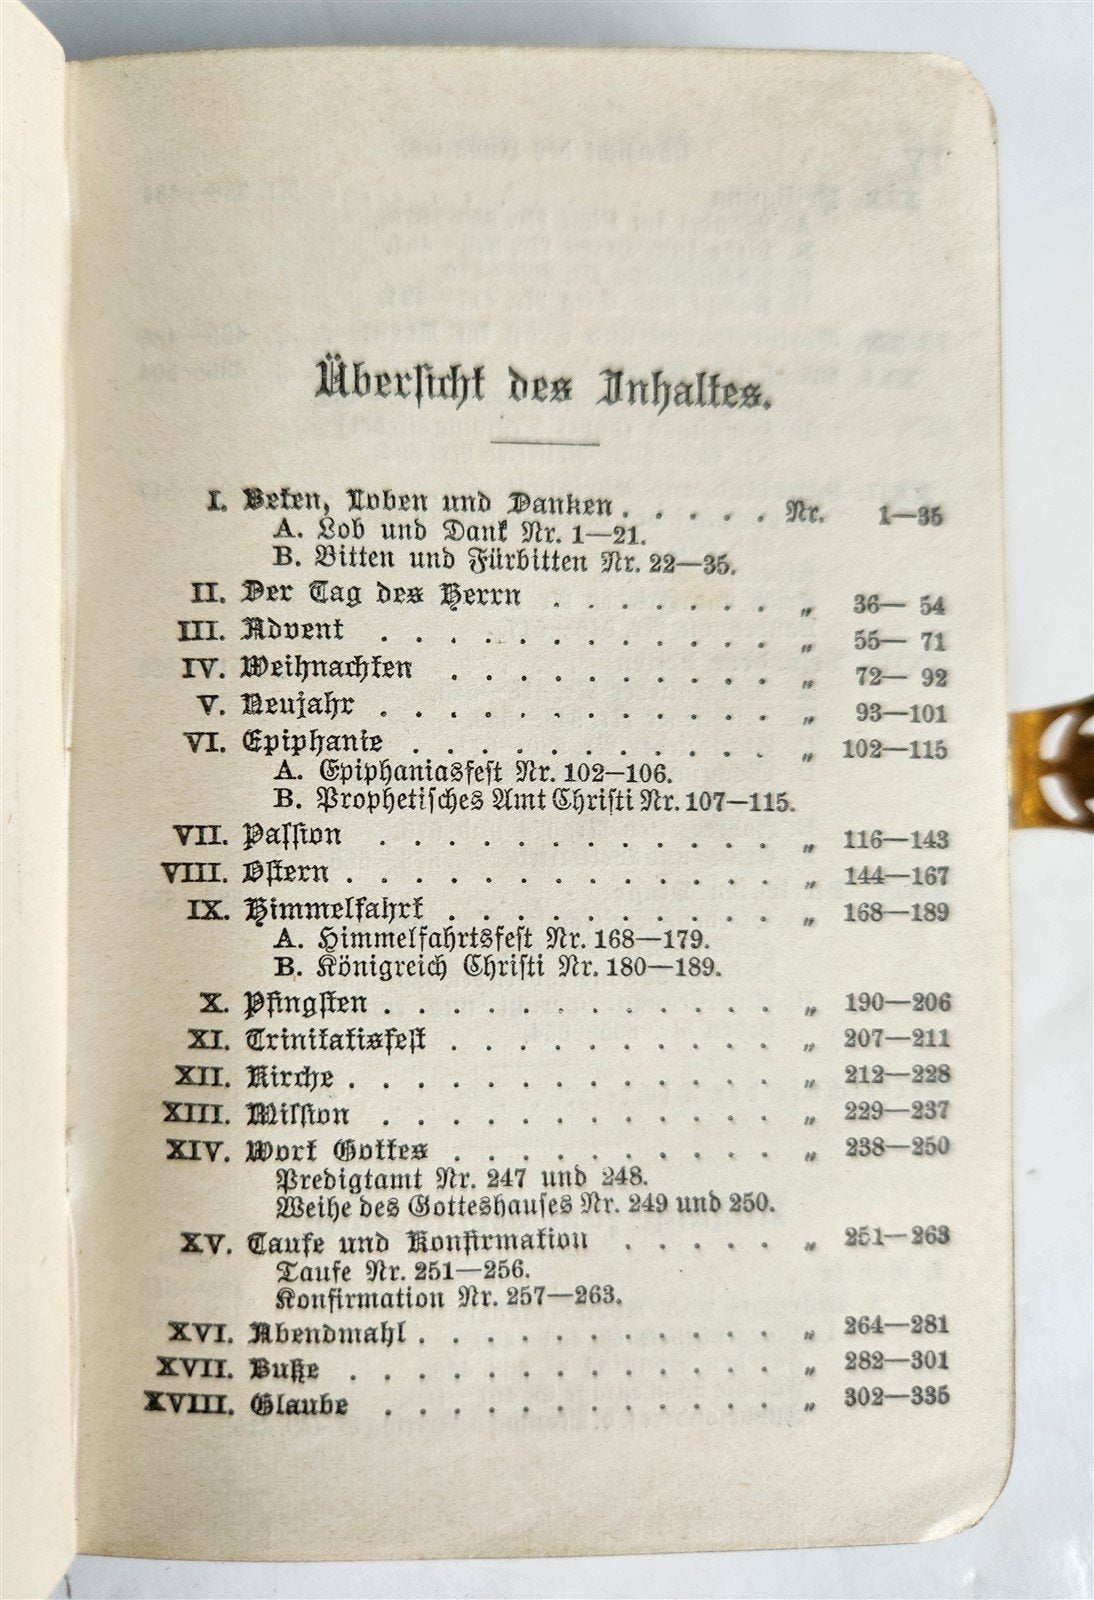 Übersicht des Inhaltes.
I. Beten, Loben und Danken . . . . . Nr. 1—35
A. Lob und Dank Nr. 1—21.
B. Bitten und Fürbitten Nr. 22—35.
II. Der Tag des Herrn . . . . . . . „ 36— 54
III. Advent . . . . . . . . . . . . „ 55— 71
IV. Weihnachten . . . . . . . . . . „ 72— 92
V. Neujahr . . . . . . . . . . . . „ 93—101
VI. Epiphanie . . . . . . . . . . . „ 102—115
A. Epiphaniasfest Nr. 102—106.
B. Prophetisches Amt Christi Nr. 107—115.
VII. Passion . . . . . . . . . . . . „ 116—143
VIII. Ostern . . . . . . . . . . . . . „ 144—167
IX. Himmelfahrt . . . . . . . . . . „ 168—189
A. Himmelfahrtsfest Nr. 168—179.
B. Königreich Christi Nr. 180—189.
X. Pfingsten . . . . . . . . . . . . „ 190—206
XI. Trinitatisfest . . . . . . . . . . „ 207—211
XII. Kirche . . . . . . . . . . . . . „ 212—228
XIII. Mission . . . . . . . . . . . . „ 229—237
XIV. Wort Gottes . . . . . . . . . . „ 238—250
Predigtamt Nr. 247 und 248.
Weihe des Gotteshauses Nr. 249 und 250.
XV. Taufe und Konfirmation . . . . . „ 251—263
Taufe Nr. 251—256.
Konfirmation Nr. 257—263.
XVI. Abendmahl . . . . . . . . . . . „ 264—281
XVII. Buße . . . . . . . . . . . . . „ 282—301
XVIII. Glaube . . . . . . . . . . . . „ 302—335